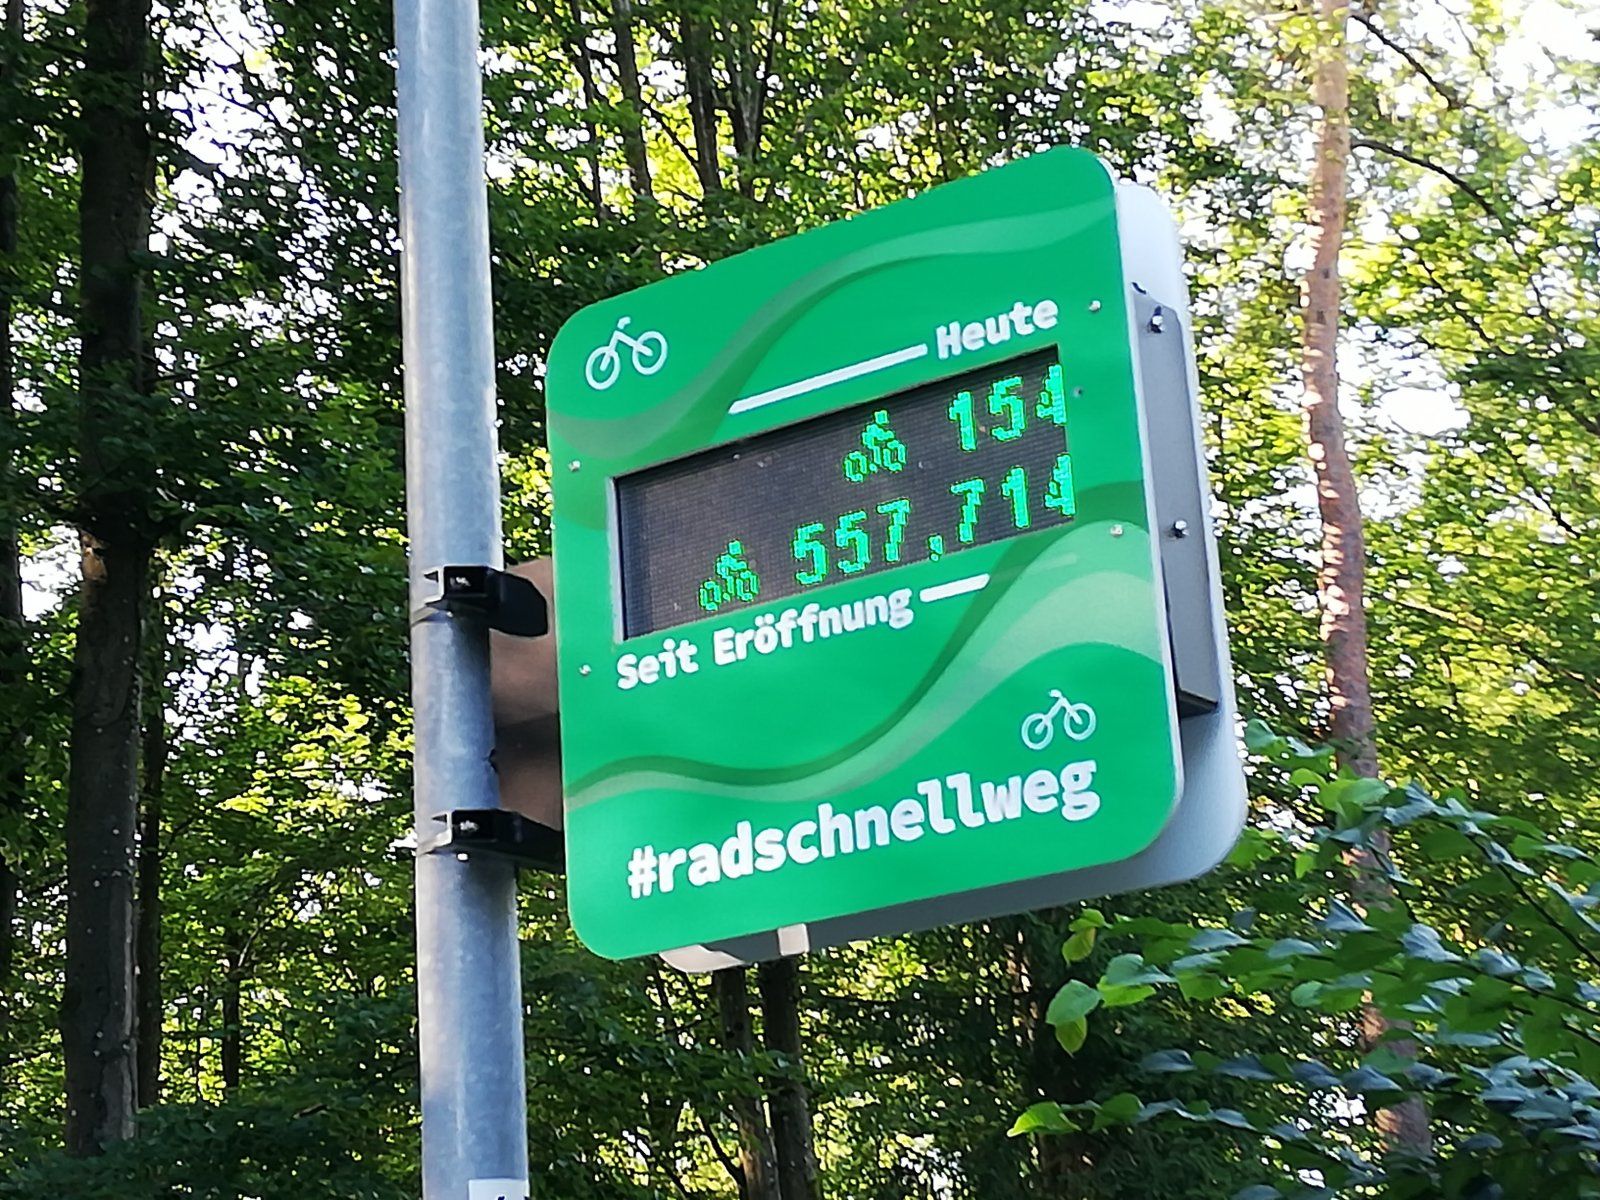 Heute
154
557,714
Seit Eröffnung
#radschnellweg